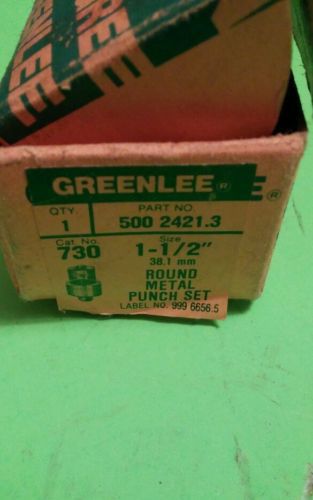 GREENLEE
GREENLEE ® E ®
QTY. PART NO.
1 500 2421.3
Cat. No. Size
730 1-1/2"
38.1 mm
ROUND
METAL
PUNCH SET
LABEL NO. 999 6656.5